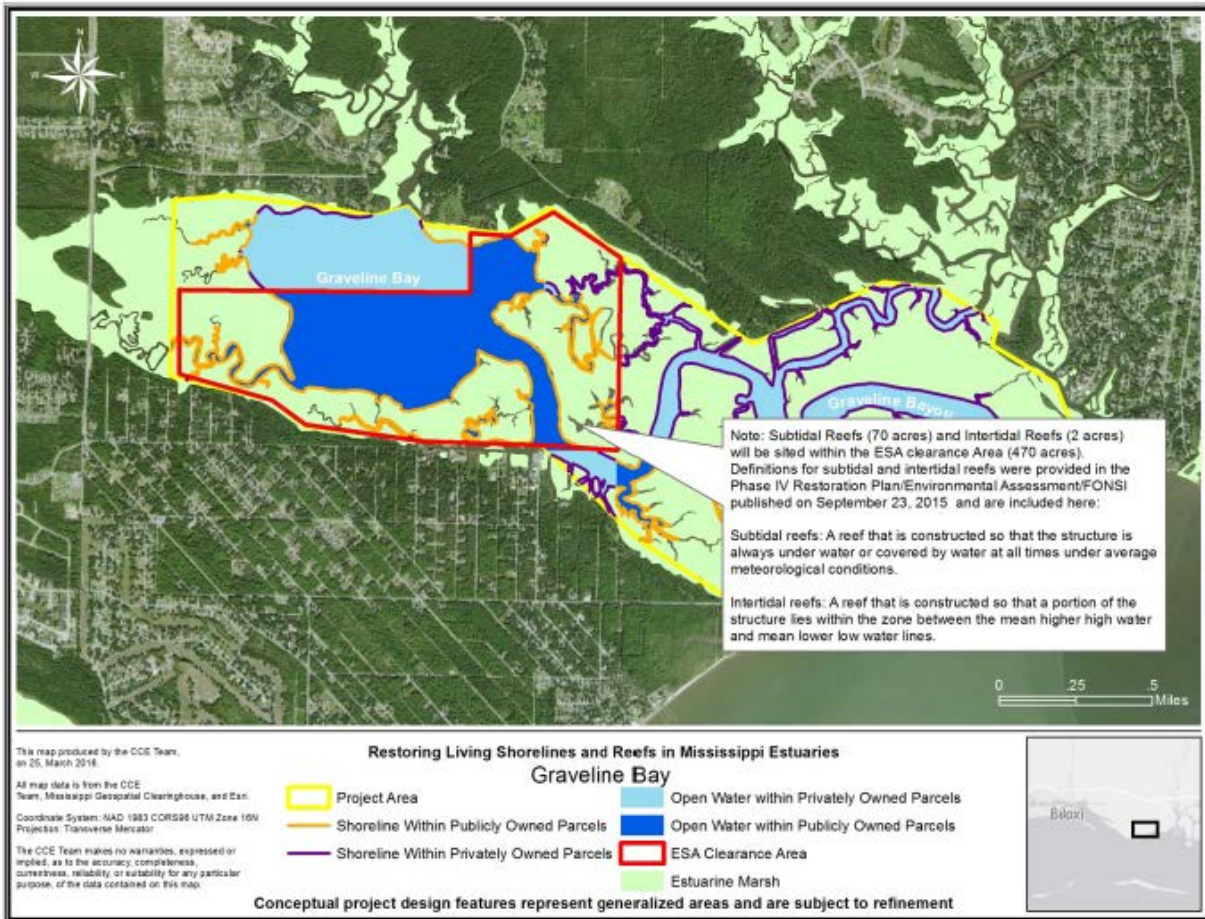 N
W
E
S
Graveline Bay
Graveline Bayou
Note: Subtidal Reefs (70 acres) and Intertidal Reefs (2 acres)
will be sited within the ESA clearance Area (470 acres).
Definitions for subtidal and intertidal reefs were provided in the
Phase IV Restoration Plan/Environmental Assessment/FONSI
published on September 23, 2015 and are included here:
Subtidal reefs: A reef that is constructed so that the structure is
always under water or covered by water at all times under average
meteorological conditions.
Intertidal reefs: A reef that is constructed so that a portion of the
structure lies within the zone between the mean higher high water
and mean lower low water lines.
0 .25 .5
Miles
This map produced by the CCE Team,
on 25, March 2016.
All map data is from the CCE
Team, Mississippi Geospatial Clearinghouse, and Esri.
Coordinate System: NAD 1983 CORS96 UTM Zone 16N
Projection: Transverse Mercator
The CCE Team makes no warranties, expressed or
implied, as to the accuracy, completeness,
currentness, reliability, or suitability for any particular
purpose, of the data contained on this map.
Restoring Living Shorelines and Reefs in Mississippi Estuaries
Graveline Bay
Project Area
Shoreline Within Publicly Owned Parcels
Shoreline Within Privately Owned Parcels
Open Water within Privately Owned Parcels
Open Water within Publicly Owned Parcels
ESA Clearance Area
Estuarine Marsh
Conceptual project design features represent generalized areas and are subject to refinement
Biloxi